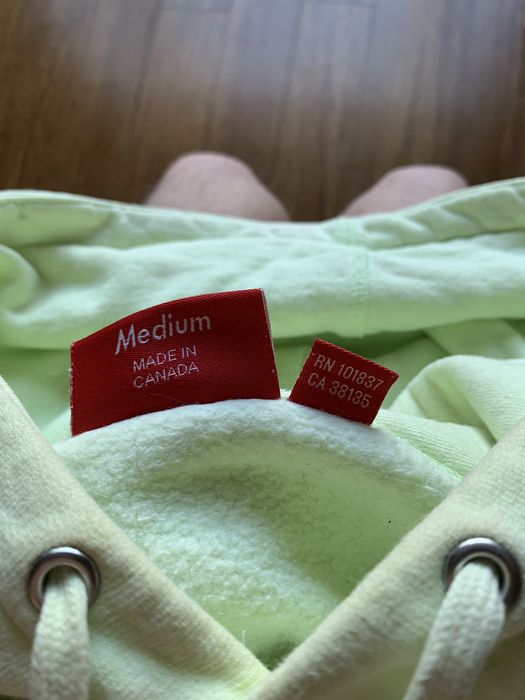 Medium
MADE IN
CANADA
RN 101837
CA 38135